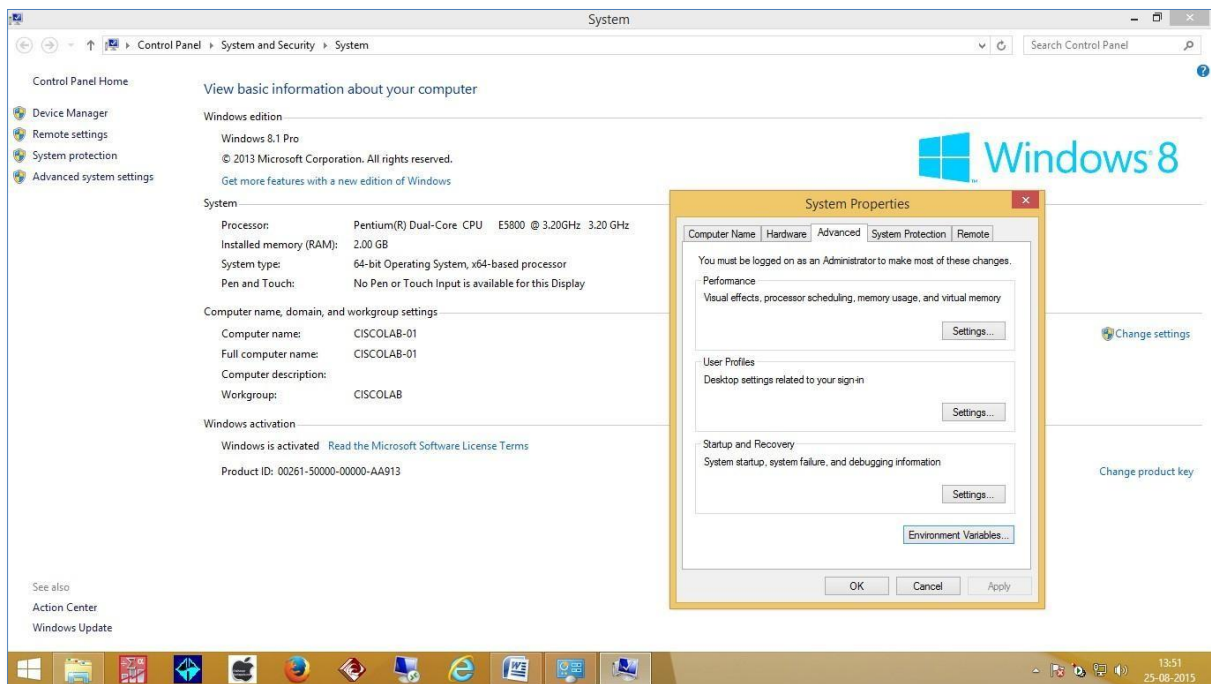 System
Control Panel System and Security System
Search Control Panel
Control Panel Home
Device Manager
Remote settings
System protection
Advanced system settings
See also
Action Center
Windows Update
View basic information about your computer
Windows edition
Windows 8.1 Pro
© 2013 Microsoft Corporation. All rights reserved.
Get more features with a new edition of Windows
Windows 8
System
Processor: Pentium(R) Dual-Core CPU E5800 @ 3.20GHz 3.20 GHz
Installed memory (RAM): 2.00 GB
System type: 64-bit Operating System, x64-based processor
Pen and Touch: No Pen or Touch Input is available for this Display
Computer name, domain, and workgroup settings
Computer name: CISCOLAB-01
Change settings
Full computer name: CISCOLAB-01
Computer description:
Workgroup: CISCOLAB
Windows activation
Windows is activated Read the Microsoft Software License Terms
Product ID: 00261-50000-00000-AA913
Change product key
System Properties
Computer Name Hardware Advanced System Protection Remote
You must be logged on as an Administrator to make most of these changes.
Performance
Visual effects, processor scheduling, memory usage, and virtual memory
Settings...
User Profiles
Desktop settings related to your sign-in
Settings...
Startup and Recovery
System startup, system failure, and debugging information
Settings...
Environment Variables...
OK Cancel Apply
13:51
25-08-2015